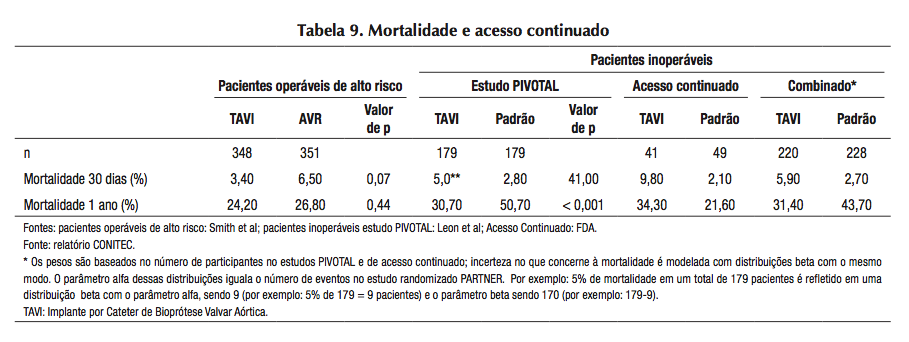 Tabela 9. Mortalidade e acesso continuado
Pacientes inoperáveis
Pacientes operáveis de alto risco Estudo PIVOTAL Acesso continuado Combinado*
TAVI AVR Valor de p TAVI Padrão Valor de p TAVI Padrão TAVI Padrão
n 348 351 179 179 41 49 220 228
Mortalidade 30 dias (%) 3,40 6,50 0,07 5,0** 2,80 41,00 9,80 2,10 5,90 2,70
Mortalidade 1 ano (%) 24,20 26,80 0,44 30,70 50,70 < 0,001 34,30 21,60 31,40 43,70
Fontes: pacientes operáveis de alto risco: Smith et al; pacientes inoperáveis estudo PIVOTAL: Leon et al; Acesso Continuado: FDA.
Fonte: relatório CONITEC.
* Os pesos são baseados no número de participantes no estudos PIVOTAL e de acesso continuado; incerteza no que concerne à mortalidade é modelada com distribuições beta com o mesmo
modo. O parâmetro alfa dessas distribuições iguala o número de eventos no estudo randomizado PARTNER. Por exemplo: 5% de mortalidade em um total de 179 pacientes é refletido em uma
distribuição beta com o parâmetro alfa, sendo 9 (por exemplo: 5% de 179 = 9 pacientes) e o parâmetro beta sendo 170 (por exemplo: 179-9).
TAVI: Implante por Cateter de Bioprótese Valvar Aórtica.